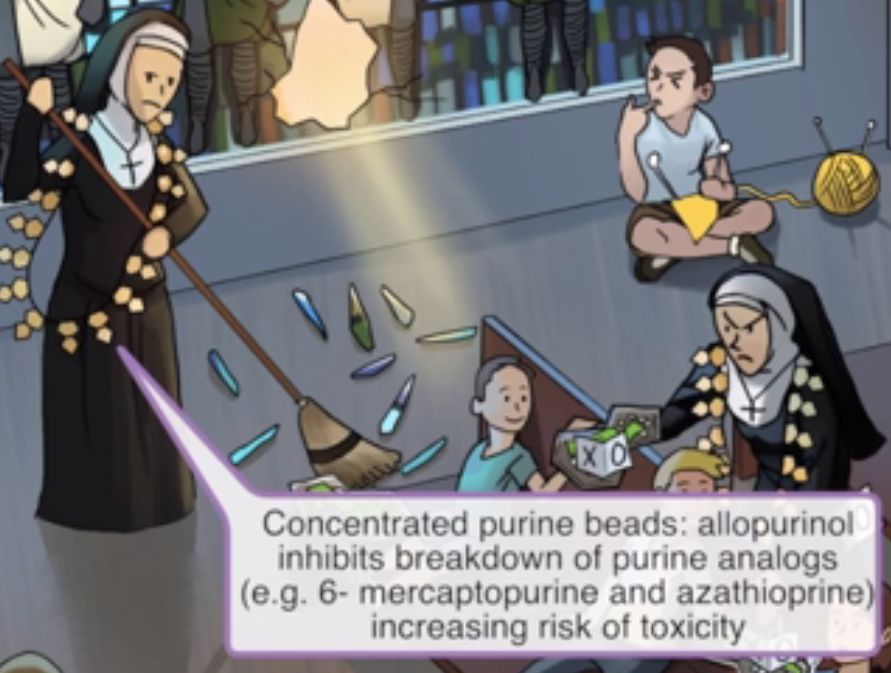 X O
Concentrated purine beads: allopurinol
inhibits breakdown of purine analogs
(e.g. 6- mercaptopurine and azathioprine)
increasing risk of toxicity